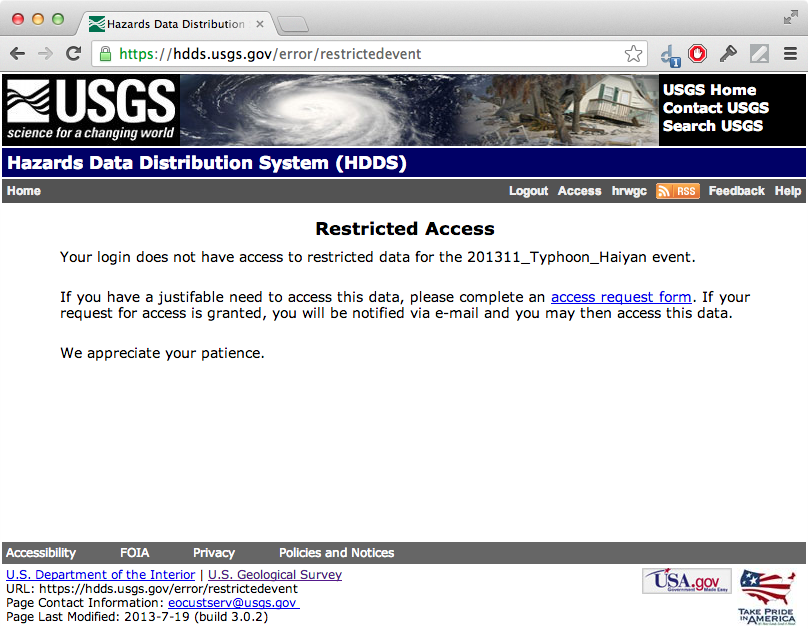 Hazards Data Distribution
https://hdds.usgs.gov/error/restrictedevent
1
USGS
science for a changing world
USGS Home
Contact USGS
Search USGS
Hazards Data Distribution System (HDDS)
Home Logout Access hrwgc RSS Feedback Help
Restricted Access
Your login does not have access to restricted data for the 201311_Typhoon_Haiyan event.
If you have a justifable need to access this data, please complete an access request form. If your
request for access is granted, you will be notified via e-mail and you may then access this data.
We appreciate your patience.
Accessibility FOIA Privacy Policies and Notices
U.S. Department of the Interior | U.S. Geological Survey
URL: https://hdds.usgs.gov/error/restrictedevent
Page Contact Information: eocustserv@usgs.gov
Page Last Modified: 2013-7-19 (build 3.0.2)
USA.gov
Government Made Easy
TAKE PRIDE
IN AMERICA